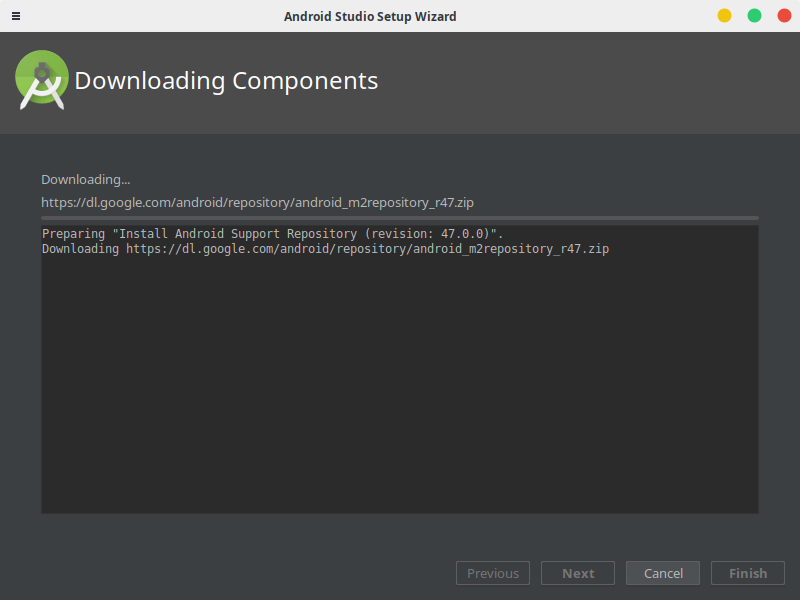 Android Studio Setup Wizard
Downloading Components
Downloading...
https://dl.google.com/android/repository/android_m2repository_r47.zip
Preparing "Install Android Support Repository (revision: 47.0.0)".
Downloading https://dl.google.com/android/repository/android_m2repository_r47.zip
Previous Next Cancel Finish